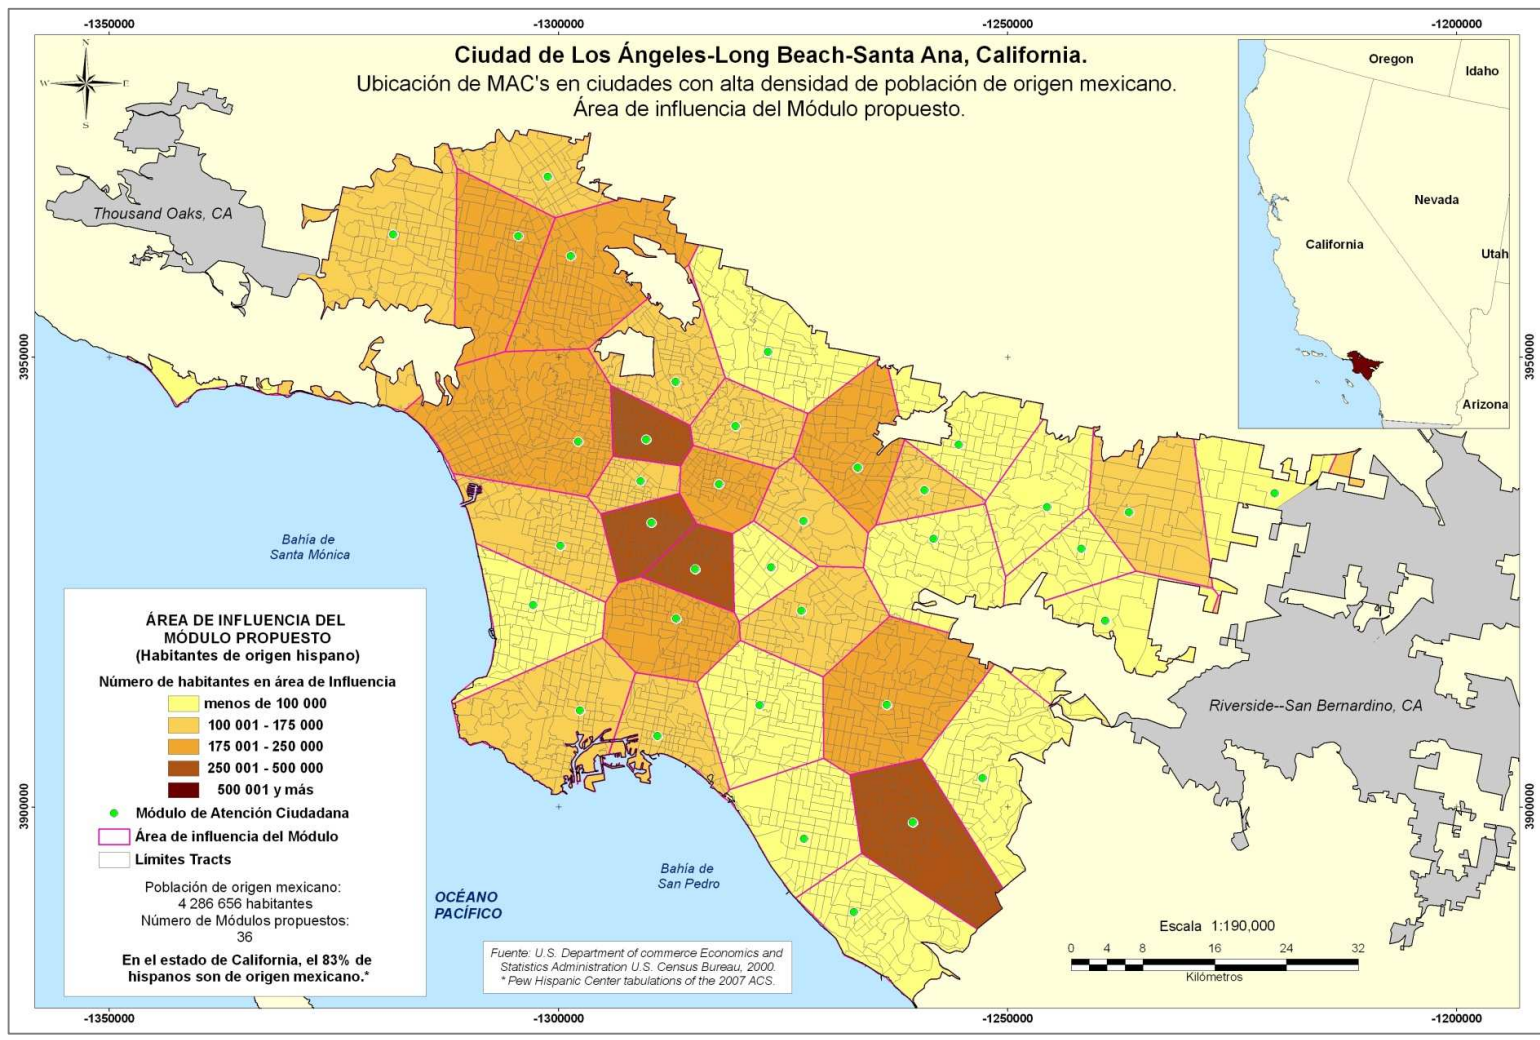 -1350000
-1300000
-1250000
-1200000
Ciudad de Los Ángeles-Long Beach-Santa Ana, California.
Ubicación de MAC's en ciudades con alta densidad de población de origen mexicano.
Área de influencia del Módulo propuesto.
N
W
E
S
Oregon
Idaho
Nevada
California
Utah
Arizona
Thousand Oaks, CA
3950000
3950000
Bahía de
Santa Mónica
ÁREA DE INFLUENCIA DEL
MÓDULO PROPUESTO
(Habitantes de origen hispano)
Número de habitantes en área de Influencia
menos de 100 000
100 001 - 175 000
175 001 - 250 000
250 001 - 500 000
500 001 y más
Módulo de Atención Ciudadana
Área de influencia del Módulo
Límites Tracts
Población de origen mexicano:
4 286 656 habitantes
Número de Módulos propuestos:
36
En el estado de California, el 83% de
hispanos son de origen mexicano.*
Riverside--San Bernardino, CA
3900000
3900000
Bahía de
San Pedro
OCÉANO
PACÍFICO
Fuente: U.S. Department of commerce Economics and
Statistics Administration U.S. Census Bureau, 2000.
* Pew Hispanic Center tabulations of the 2007 ACS.
Escala 1:190,000
0 4 8 16 24 32
Kilómetros
-1350000
-1300000
-1250000
-1200000